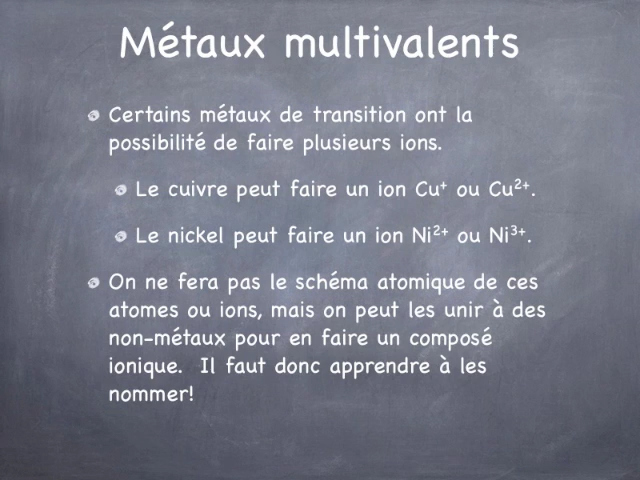 Métaux multivalents
Certains métaux de transition ont la
possibilité de faire plusieurs ions.
Le cuivre peut faire un ion Cu⁺ ou Cu²⁺.
Le nickel peut faire un ion Ni²⁺ ou Ni³⁺.
On ne fera pas le schéma atomique de ces
atomes ou ions, mais on peut les unir à des
non-métaux pour en faire un composé
ionique.  Il faut donc apprendre à les
nommer!